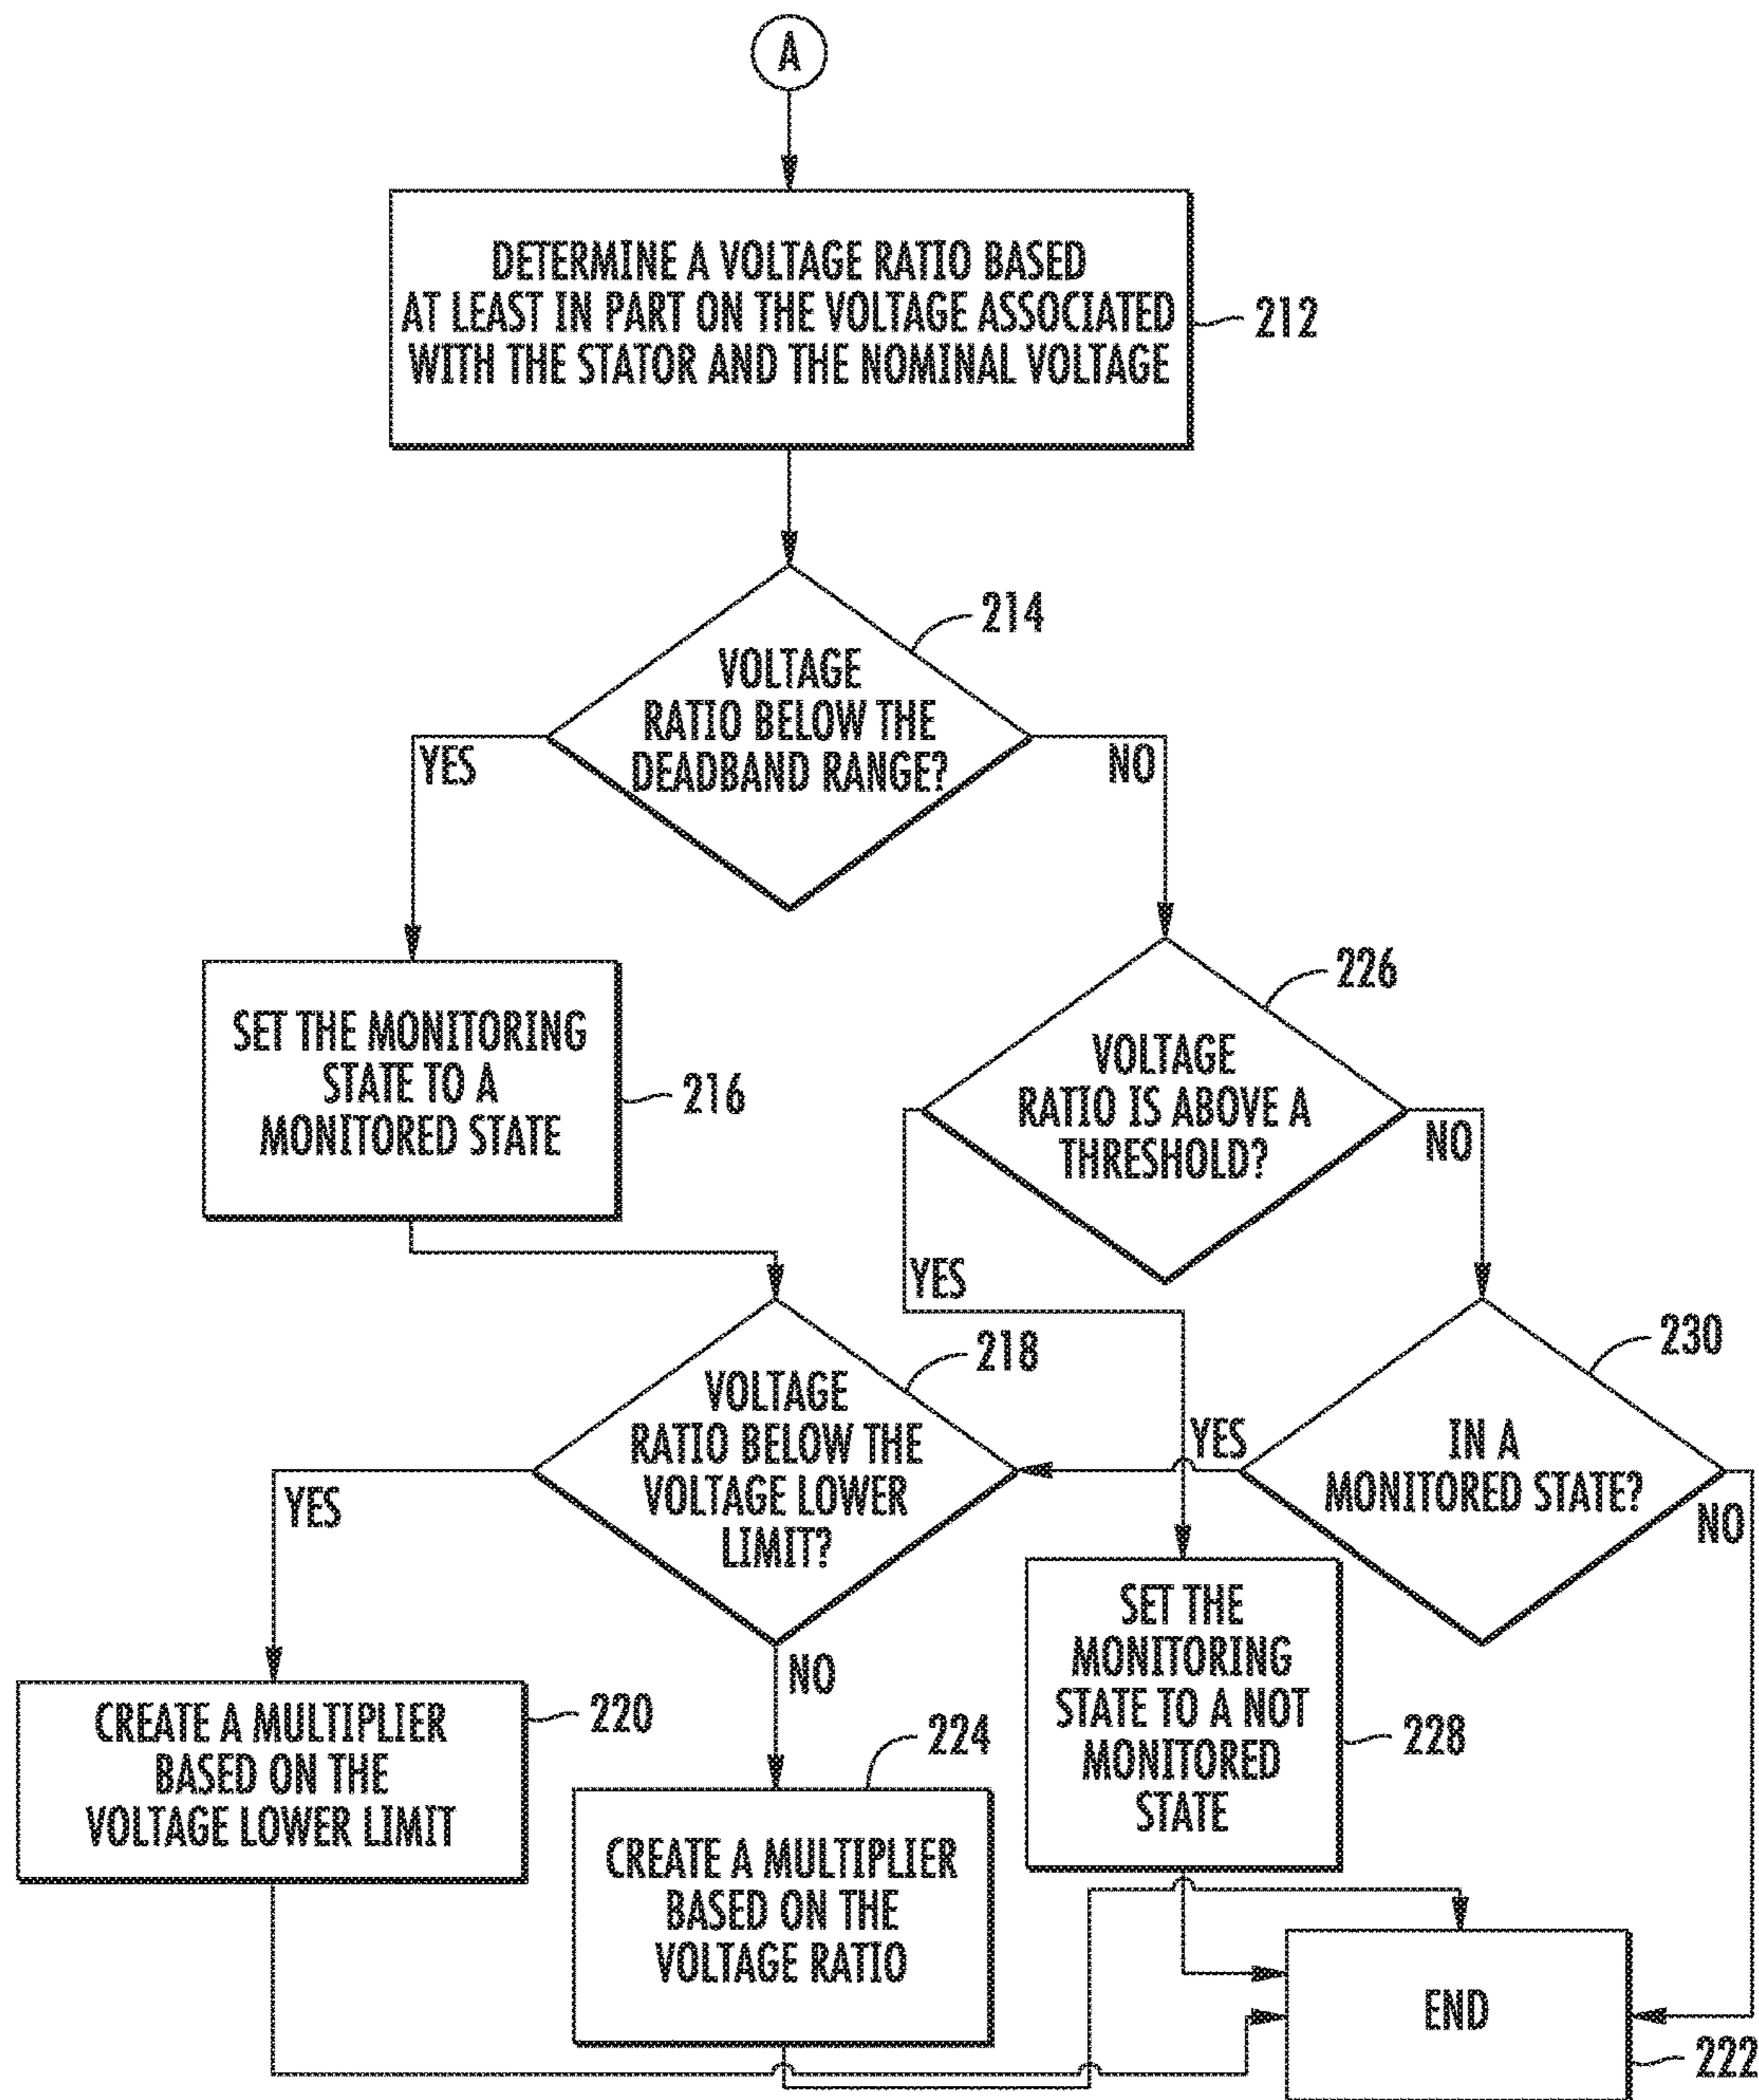 A
DETERMINE A VOLTAGE RATIO BASED
AT LEAST IN PART ON THE VOLTAGE ASSOCIATED
WITH THE STATOR AND THE NOMINAL VOLTAGE
212
214
VOLTAGE
RATIO BELOW THE
DEADBAND RANGE?
YES
NO
SET THE MONITORING
STATE TO A
MONITORED STATE
216
226
VOLTAGE
RATIO IS ABOVE A
THRESHOLD?
YES
NO
218
VOLTAGE
RATIO BELOW THE
VOLTAGE LOWER
LIMIT?
YES
NO
230
IN A
MONITORED STATE?
YES
NO
CREATE A MULTIPLIER
BASED ON THE
VOLTAGE LOWER LIMIT
220
224
CREATE A MULTIPLIER
BASED ON THE
VOLTAGE RATIO
SET THE
MONITORING
STATE TO A NOT
MONITORED
STATE
228
END
222